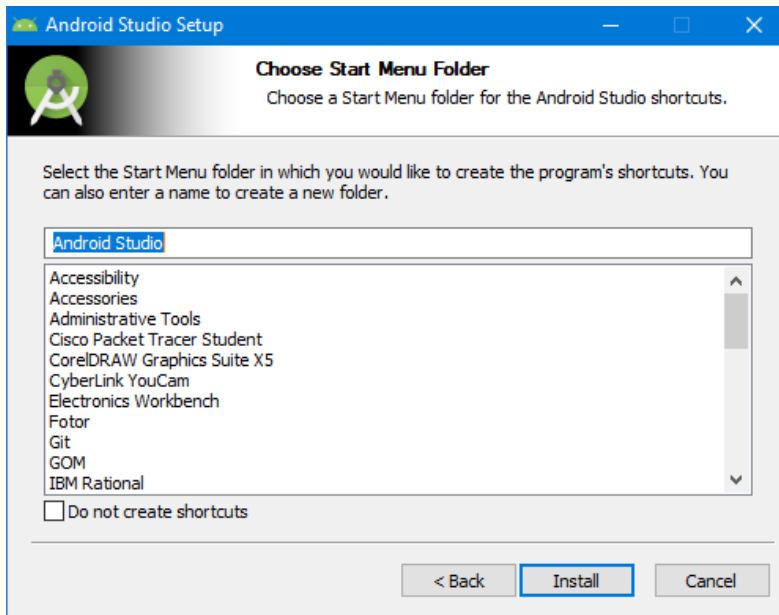 Android Studio Setup
Choose Start Menu Folder
Choose a Start Menu folder for the Android Studio shortcuts.
Select the Start Menu folder in which you would like to create the program's shortcuts. You
can also enter a name to create a new folder.
Android Studio
Accessibility
Accessories
Administrative Tools
Cisco Packet Tracer Student
CorelDRAW Graphics Suite X5
CyberLink YouCam
Electronics Workbench
Fotor
Git
GOM
IBM Rational
Do not create shortcuts
< Back
Install
Cancel